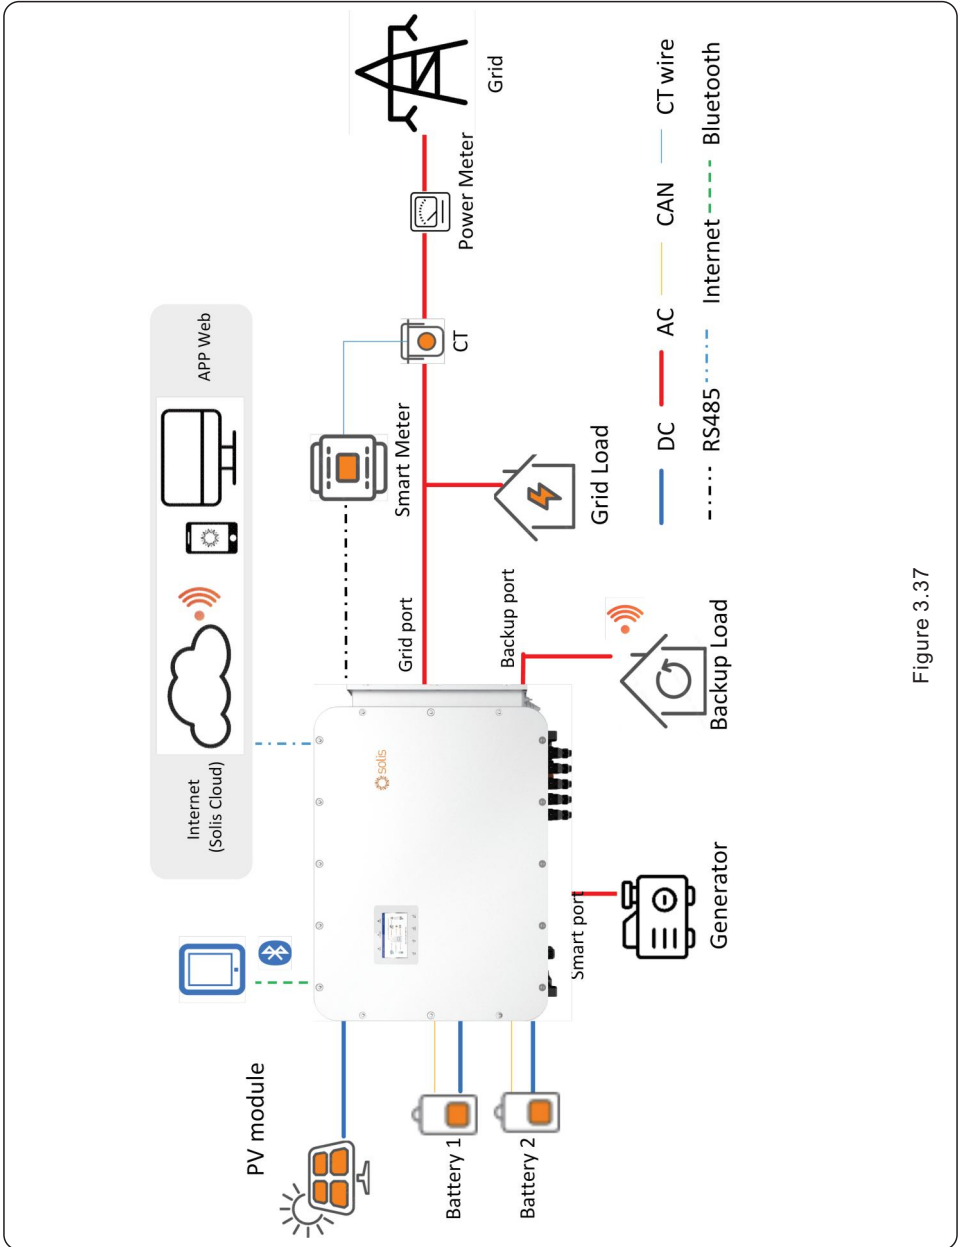 Internet
(Solis Cloud)
APP Web
PV module
Battery 1
Battery 2
solis
Smart port
Generator
Grid port
Backup port
Backup Load
Smart Meter
Grid Load
CT
Power Meter
Grid
DC
AC
CAN
CT wire
RS485
Internet
Bluetooth
Figure 3.37